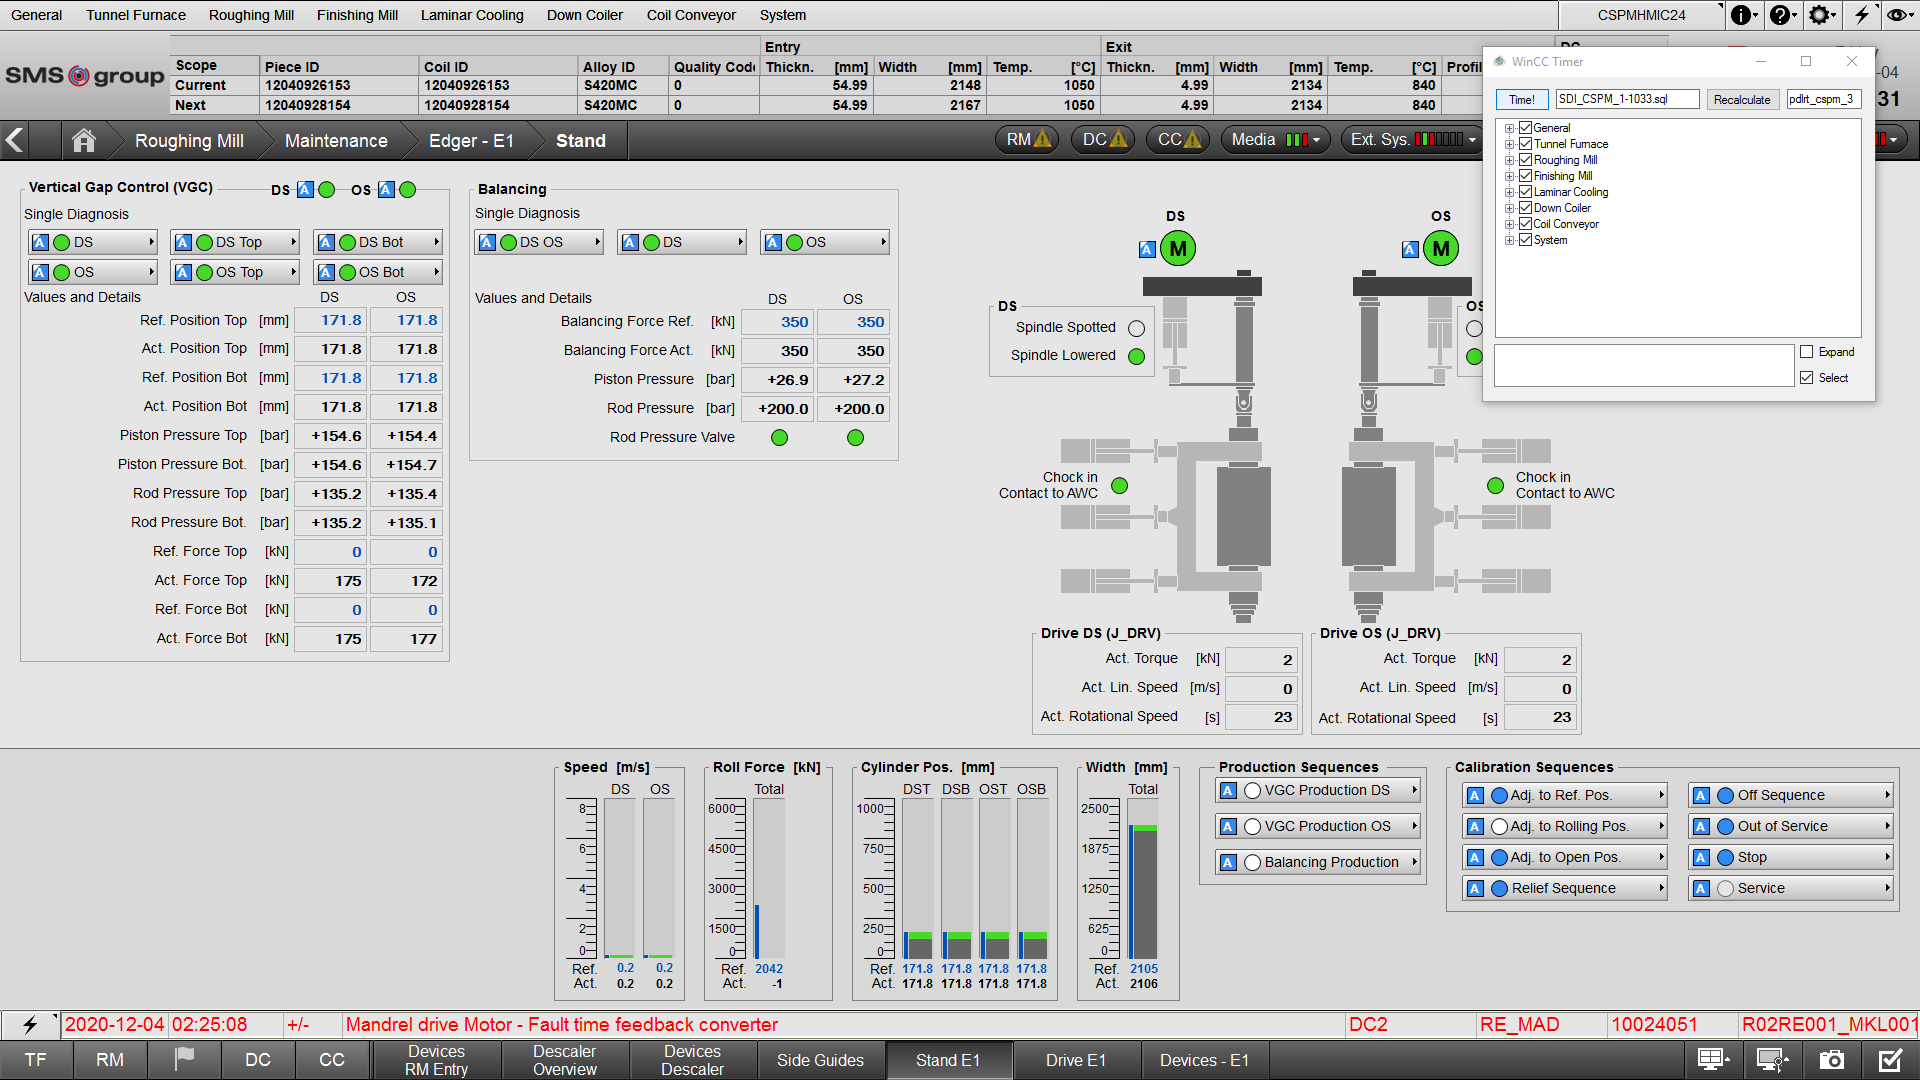 General Tunnel Furnace Roughing Mill Finishing Mill Laminar Cooling Down Coiler Coil Conveyor System CSPMHMIC24
SMS group
Entry Exit
Scope Piece ID Coil ID Alloy ID Quality Code Thickn. [mm] Width [mm] Temp. [°C] Thickn. [mm] Width [mm] Temp. [°C]
Current 12040926153 12040926153 S420MC 0 54.99 2148 1050 4.99 2134 840
Next 12040928154 12040928154 S420MC 0 54.99 2167 1050 4.99 2134 840
-04
31
Roughing Mill Maintenance Edger - E1 Stand RM DC CC Media Ext. Sys.
WinCC Timer
Time! SDI_CSPM_1-1033.sql Recalculate pdlrt_cspm_3
General
Tunnel Furnace
Roughing Mill
Finishing Mill
Laminar Cooling
Down Coiler
Coil Conveyor
System
Expand
Select
Vertical Gap Control (VGC) DS A OS A
Single Diagnosis
A DS A DS Top A DS Bot
A OS A OS Top A OS Bot
Values and Details DS OS
Ref. Position Top [mm] 171.8 171.8
Act. Position Top [mm] 171.8 171.8
Ref. Position Bot [mm] 171.8 171.8
Act. Position Bot [mm] 171.8 171.8
Piston Pressure Top [bar] +154.6 +154.4
Piston Pressure Bot. [bar] +154.6 +154.7
Rod Pressure Top [bar] +135.2 +135.4
Rod Pressure Bot. [bar] +135.2 +135.1
Ref. Force Top [kN] 0 0
Act. Force Top [kN] 175 172
Ref. Force Bot [kN] 0 0
Act. Force Bot [kN] 175 177
Balancing
Single Diagnosis
A DS OS A DS A OS
Values and Details DS OS
Balancing Force Ref. [kN] 350 350
Balancing Force Act. [kN] 350 350
Piston Pressure [bar] +26.9 +27.2
Rod Pressure [bar] +200.0 +200.0
Rod Pressure Valve
DS OS
A M A M
DS
Spindle Spotted
Spindle Lowered
Chock in
Contact to AWC
Chock in
Contact to AWC
Drive DS (J_DRV)
Act. Torque [kN] 2
Act. Lin. Speed [m/s] 0
Act. Rotational Speed [s] 23
Drive OS (J_DRV)
Act. Torque [kN] 2
Act. Lin. Speed [m/s] 0
Act. Rotational Speed [s] 23
Speed [m/s]
DS OS
8
6
4
2
0
Ref. 0.2 0.2
Act. 0.2 0.2
Roll Force [kN]
Total
6000
4500
3000
1500
0
Ref. 2042
Act. -1
Cylinder Pos. [mm]
DST DSB OST OSB
1000
750
500
250
0
Ref. 171.8 171.8 171.8 171.8
Act. 171.8 171.8 171.8 171.8
Width [mm]
Total
2500
1875
1250
625
0
Ref. 2105
Act. 2106
Production Sequences
A VGC Production DS
A VGC Production OS
A Balancing Production
Calibration Sequences
A Adj. to Ref. Pos. A Off Sequence
A Adj. to Rolling Pos. A Out of Service
A Adj. to Open Pos. A Stop
A Relief Sequence A Service
2020-12-04 02:25:08 +/- Mandrel drive Motor - Fault time feedback converter DC2 RE_MAD 10024051 R02RE001_MKL001
TF RM DC CC Devices RM Entry Descaler Overview Devices Descaler Side Guides Stand E1 Drive E1 Devices - E1